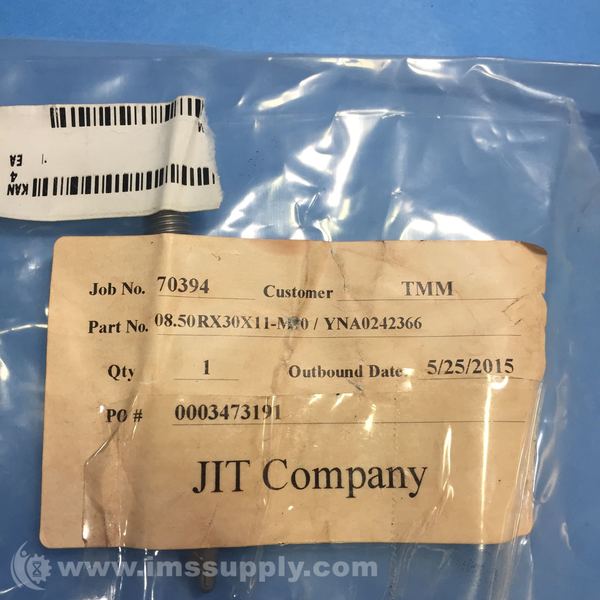 KAN
4
EA
Job No. 70394 Customer TMM
Part No. 08.50RX30X11-M10 / YNA0242366
Qty 1 Outbound Date 5/25/2015
PO # 0003473191
JIT Company
www.imssupply.com